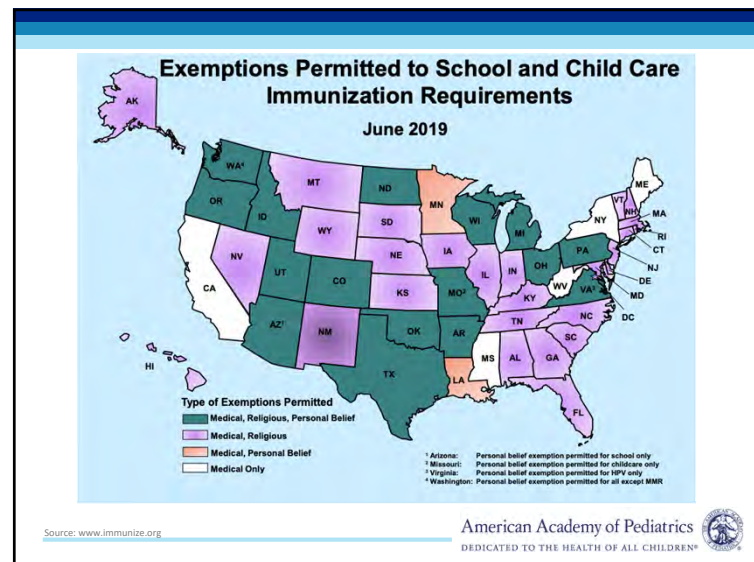 Exemptions Permitted to School and Child Care
Immunization Requirements
June 2019
AK
WA⁴
MT
ND
MN
ME
VT
NH
MA
OR
ID
WY
SD
WI
MI
NY
RI
CT
NV
NE
IA
PA
NJ
CA
UT
CO
IL
IN
OH
DE
MD
WV
VA³
DC
KS
MO²
KY
AZ¹
NM
OK
AR
TN
NC
SC
TX
MS
AL
GA
LA
FL
HI
Type of Exemptions Permitted
Medical, Religious, Personal Belief
Medical, Religious
Medical, Personal Belief
Medical Only
¹ Arizona: Personal belief exemption permitted for school only
² Missouri: Personal belief exemption permitted for childcare only
³ Virginia: Personal belief exemption permitted for HPV only
⁴ Washington: Personal belief exemption permitted for all except MMR
Source: www.immunize.org
American Academy of Pediatrics
DEDICATED TO THE HEALTH OF ALL CHILDREN®